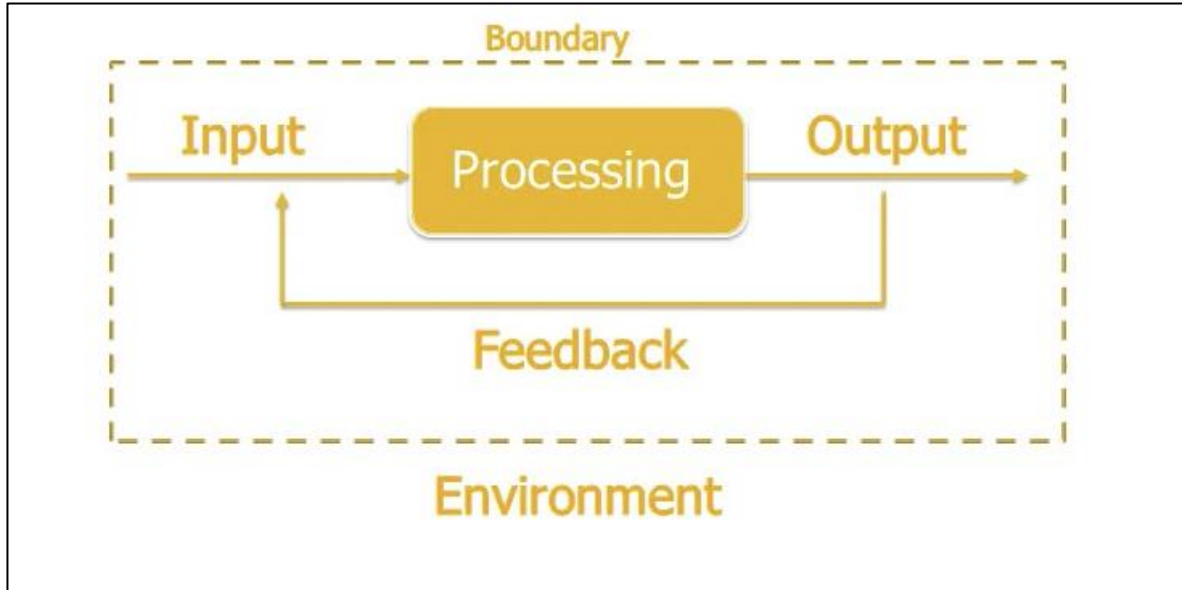 Boundary
Input
Processing
Output
Feedback
Environment